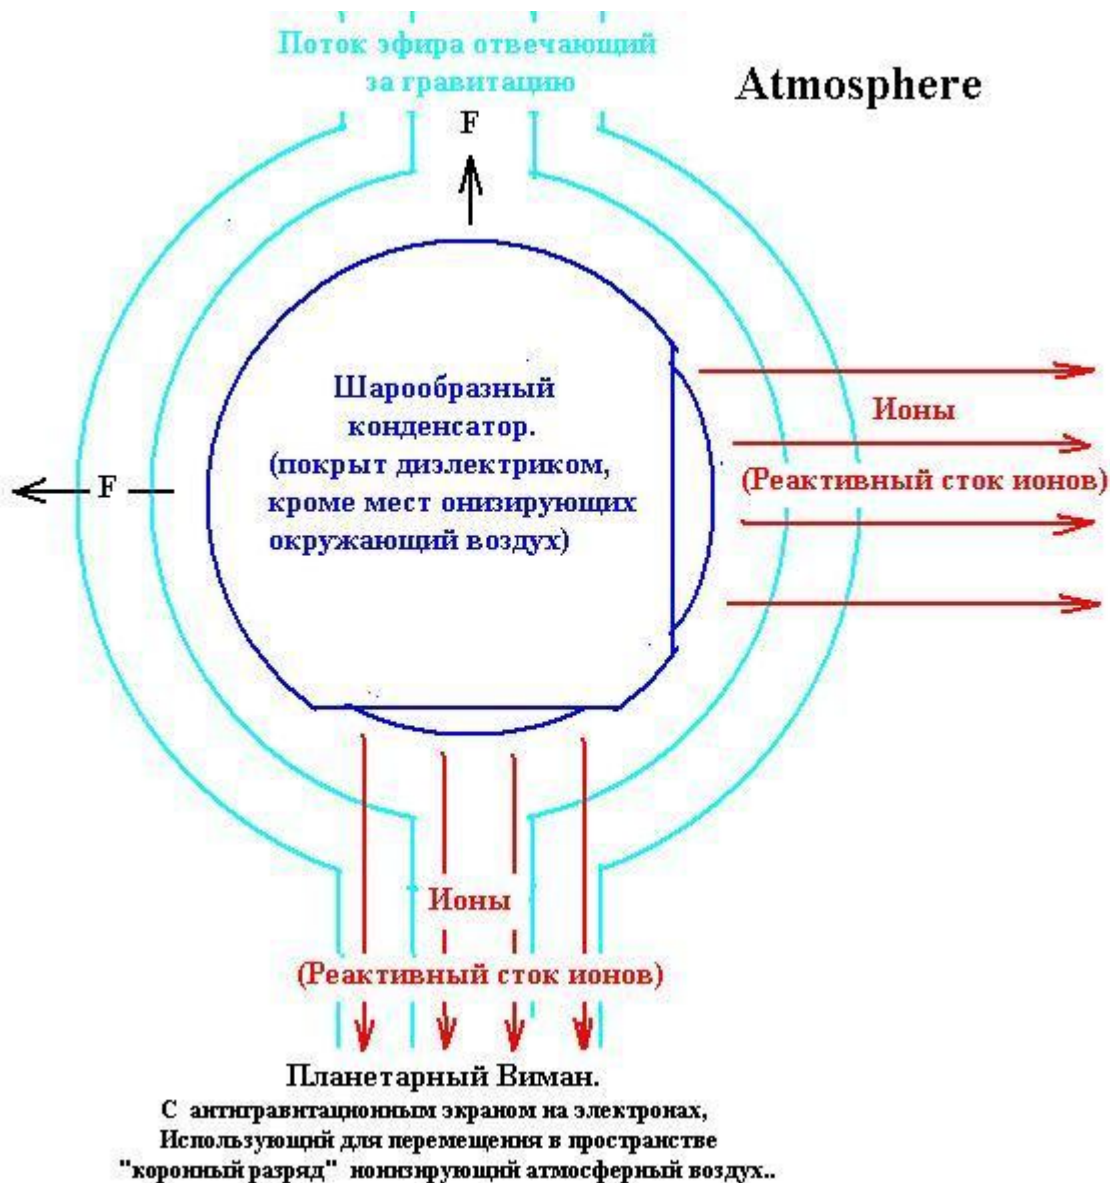 Поток эфира отвечающий
за гравитацию
Atmosphere
F
F
Шарообразный
конденсатор.
(покрыт диэлектриком,
кроме мест онизирующих
окружающий воздух)
Ионы
(Реактивный сток ионов)
Ионы
(Реактивный сток ионов)
Планетарный Виман.
С антигравитационным экраном на электронах,
Использующий для перемещения в пространстве
"коронный разряд" ионизирующий атмосферный воздух..